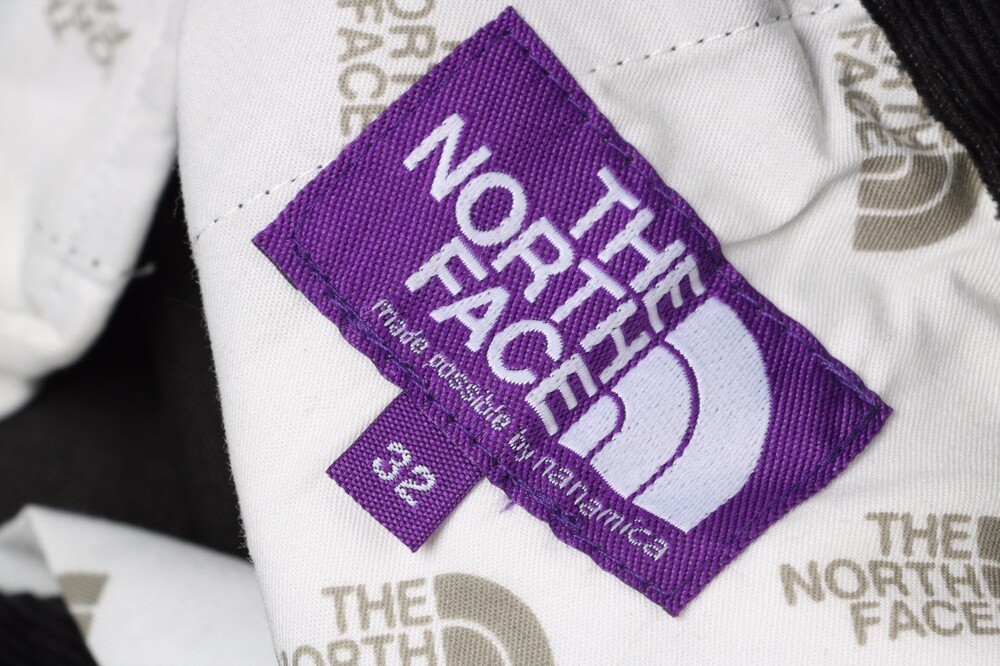 THE
NORTH
FACE
made possible by nanamica
32
THE
NORTH
FACE
THE
NORTH
FACE
THE
NORTH